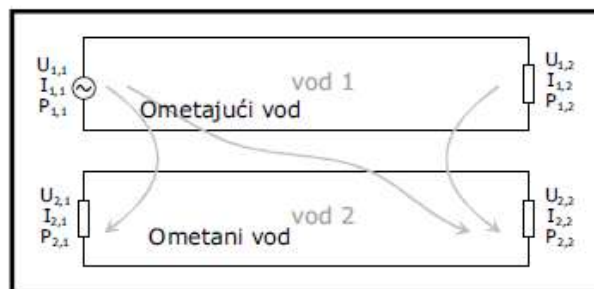 U1,1
I1,1
P1,1
vod 1
Ometajući vod
U1,2
I1,2
P1,2
U2,1
I2,1
P2,1
vod 2
Ometani vod
U2,2
I2,2
P2,2